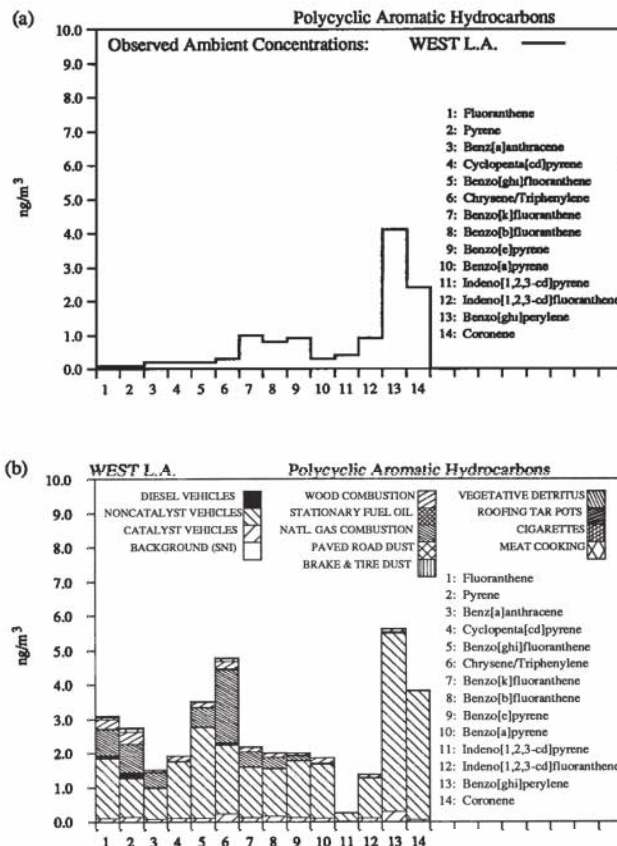 (a)
Polycyclic Aromatic Hydrocarbons
10.0
Observed Ambient Concentrations: WEST L.A.
9.0
8.0
7.0
6.0
5.0
4.0
3.0
2.0
1.0
0.0
ng/m3
1: Fluoranthene
2: Pyrene
3: Benz[a]anthracene
4: Cyclopenta[cd]pyrene
5: Benzo[ghi]fluoranthene
6: Chrysene/Triphenylene
7: Benzo[k]fluoranthene
8: Benzo[b]fluoranthene
9: Benzo[e]pyrene
10: Benzo[a]pyrene
11: Indeno[1,2,3-cd]pyrene
12: Indeno[1,2,3-cd]fluoranthene
13: Benzo[ghi]perylene
14: Coronene
1 2 3 4 5 6 7 8 9 10 11 12 13 14
(b)
WEST L.A. Polycyclic Aromatic Hydrocarbons
10.0
9.0
8.0
7.0
6.0
5.0
4.0
3.0
2.0
1.0
0.0
ng/m3
DIESEL VEHICLES
NONCATALYST VEHICLES
CATALYST VEHICLES
BACKGROUND (SNI)
WOOD COMBUSTION
STATIONARY FUEL OIL
NATL. GAS COMBUSTION
PAVED ROAD DUST
BRAKE & TIRE DUST
VEGETATIVE DETRITUS
ROOFING TAR POTS
CIGARETTES
MEAT COOKING
1: Fluoranthene
2: Pyrene
3: Benz[a]anthracene
4: Cyclopenta[cd]pyrene
5: Benzo[ghi]fluoranthene
6: Chrysene/Triphenylene
7: Benzo[k]fluoranthene
8: Benzo[b]fluoranthene
9: Benzo[e]pyrene
10: Benzo[a]pyrene
11: Indeno[1,2,3-cd]pyrene
12: Indeno[1,2,3-cd]fluoranthene
13: Benzo[ghi]perylene
14: Coronene
1 2 3 4 5 6 7 8 9 10 11 12 13 14